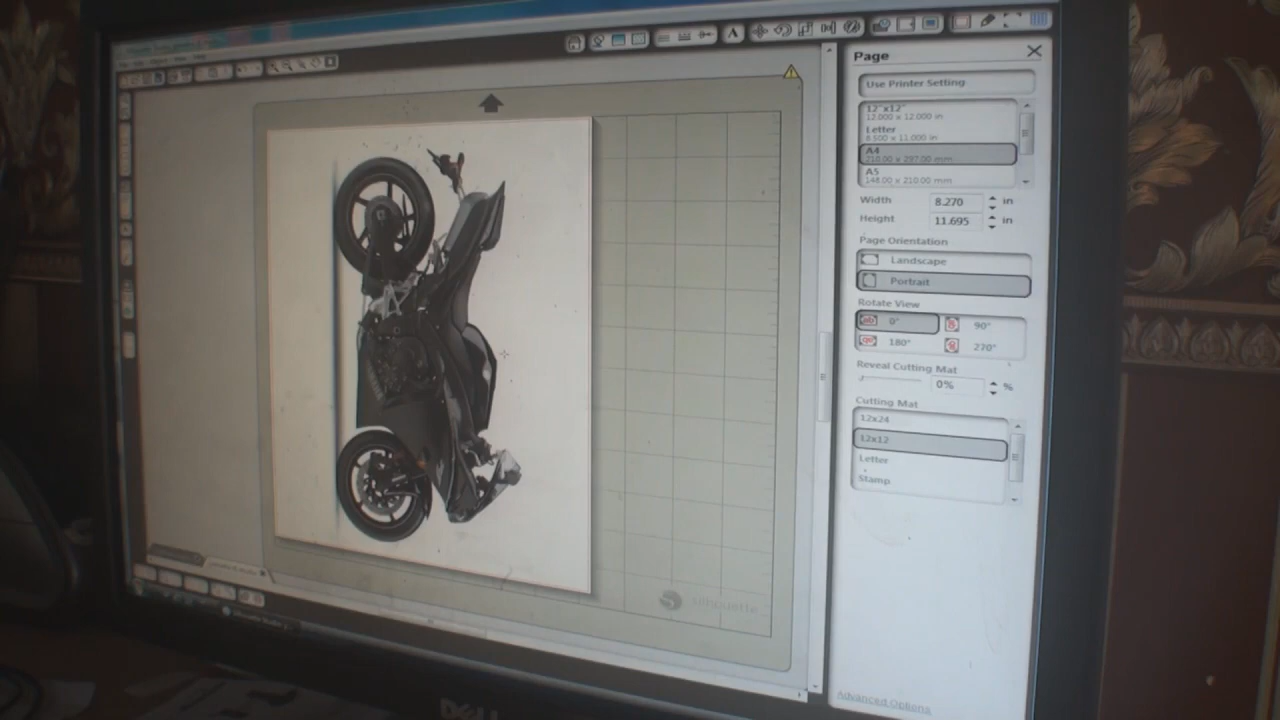 A
Page
Use Printer Setting
12"x12"
12.000 x 12.000 in
Letter
8.500 x 11.000 in
A4
210.00 x 297.00 mm
A5
148.00 x 210.00 mm
Width 8.270 in
Height 11.695 in
Page Orientation
Landscape
Portrait
Rotate View
0° 90°
180° 270°
Reveal Cutting Mat
0% %
Cutting Mat
12x24
12x12
Letter
Stamp
silhouette
Advanced Options
DELL